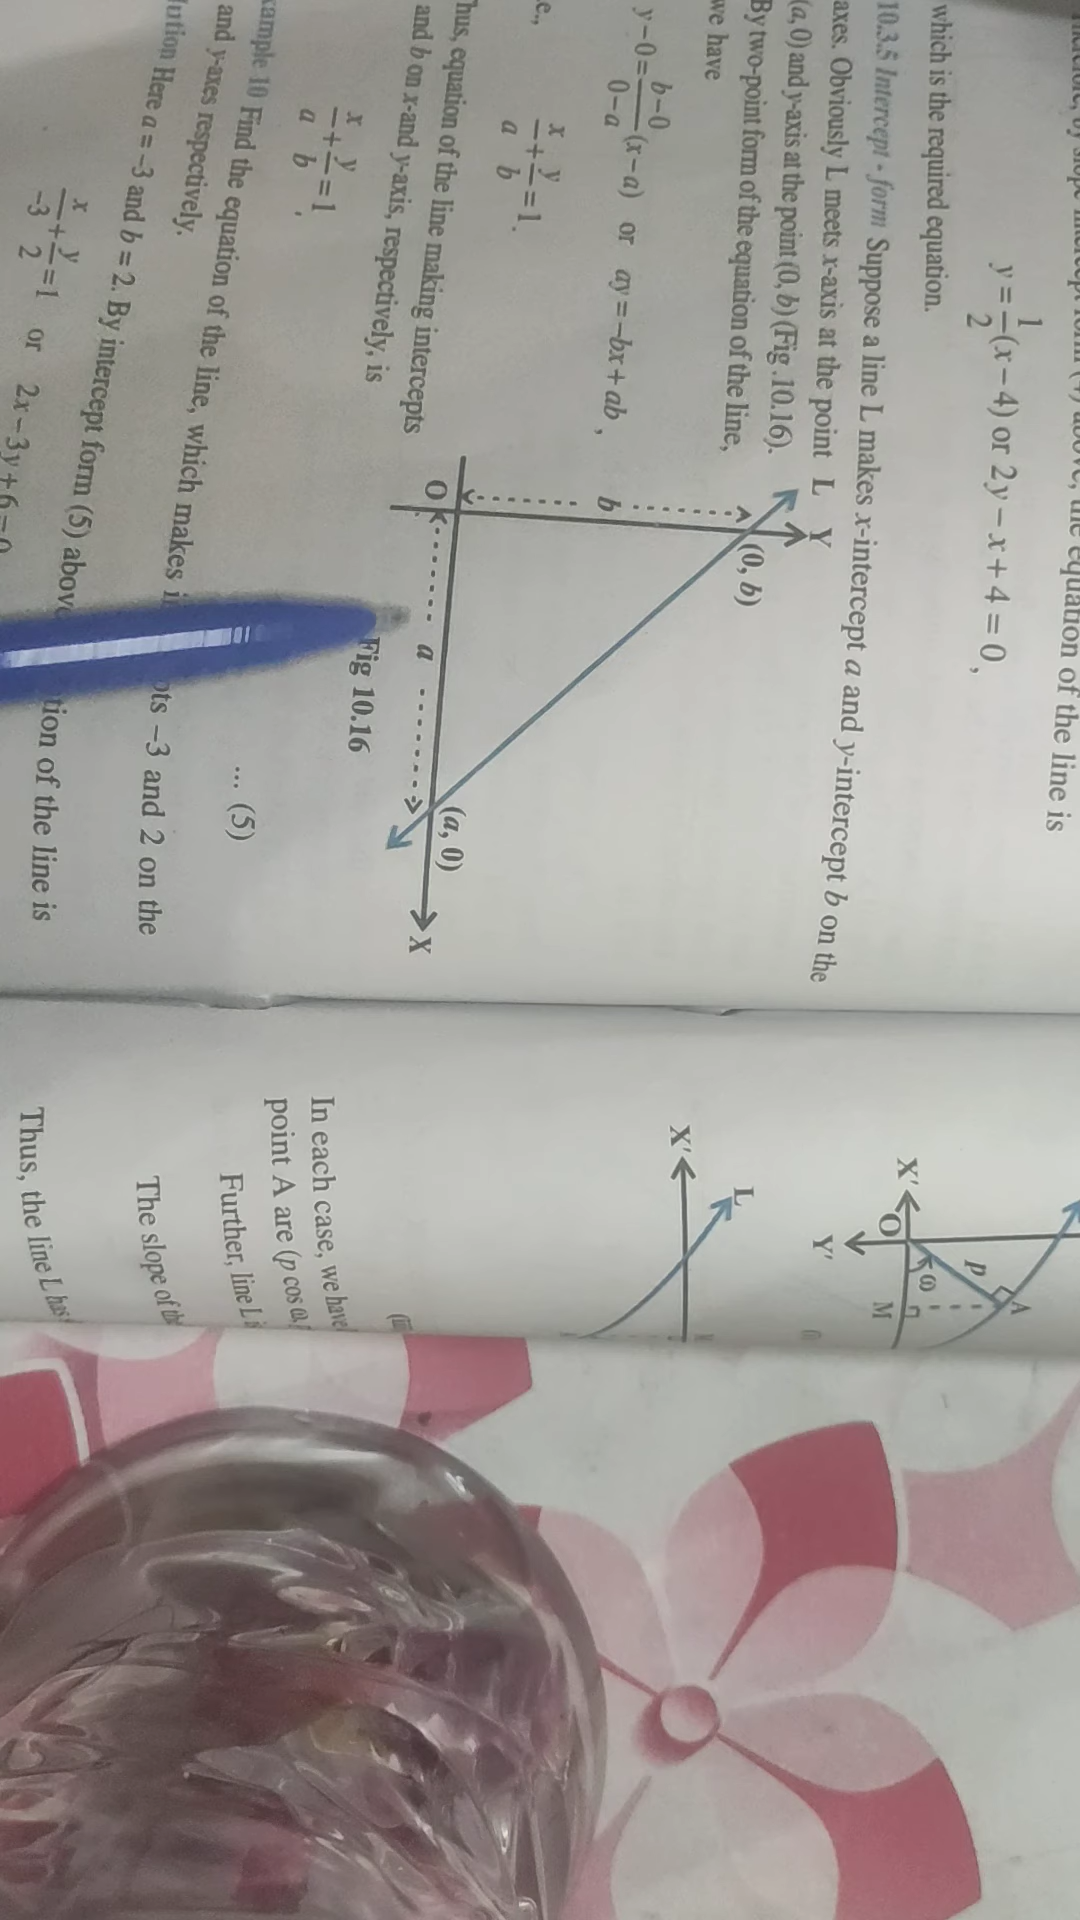 equation of the line is
y = 1/2 (x – 4) or 2y – x + 4 = 0,
which is the required equation.
10.3.5 Intercept - form Suppose a line L makes x-intercept a and y-intercept b on the
axes. Obviously L meets x-axis at the point
(a, 0) and y-axis at the point (0, b) (Fig .10.16).
By two-point form of the equation of the line,
we have
y – 0 = b – 0 / 0 – a (x – a) or ay = –bx + ab ,
x/a + y/b = 1.
equation of the line making intercepts
and b on x-and y-axis, respectively, is
x/a + y/b = 1
... (5)
L
Y
(0, b)
b
O
a
(a, 0)
X
Fig 10.16
10 Find the equation of the line, which makes –3 and 2 on the
and y-axes respectively.
Here a = –3 and b = 2. By intercept form (5) of the line is
x/–3 + y/2 = 1 or 2x – 3y + 6 = 0
X′
O
p
A
ω
M
Y′
L
X′
In each case, we have
point A are (p cos ω,
Further, line L
The slope of
Thus, the line L has